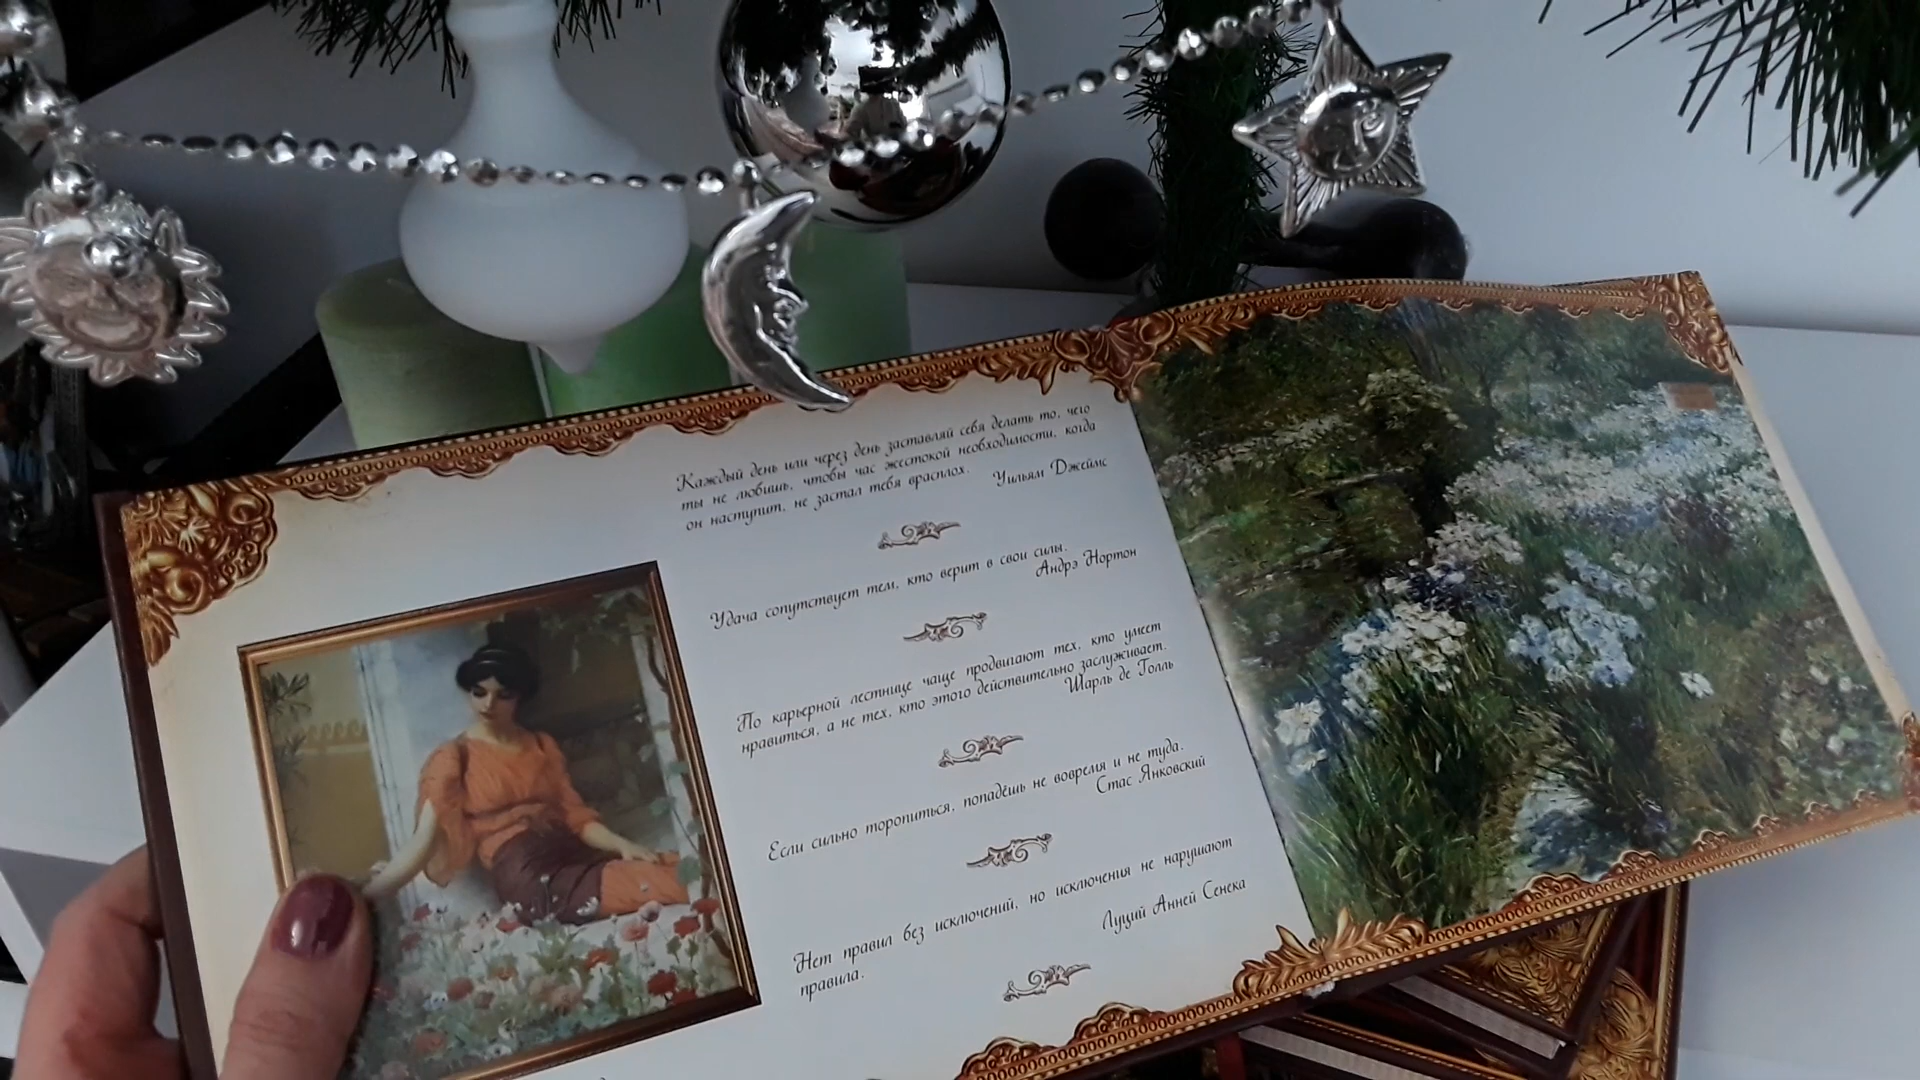 Каждый день или через день заставляй себя делать то, чего
ты не любишь, чтобы час жестокой необходимости, когда
он наступит, не застал тебя врасплох.
Уильям Джеймс
Удача сопутствует тем, кто верит в свои силы.
Андрэ Нортон
По карьерной лестнице чаще продвигают тех, кто умеет
нравиться, а не тех, кто этого действительно заслуживает.
Шарль де Голль
Если сильно торопиться, попадёшь не вовремя и не туда.
Стас Янковский
Нет правил без исключений, но исключения не нарушают
правила.
Луций Анней Сенека